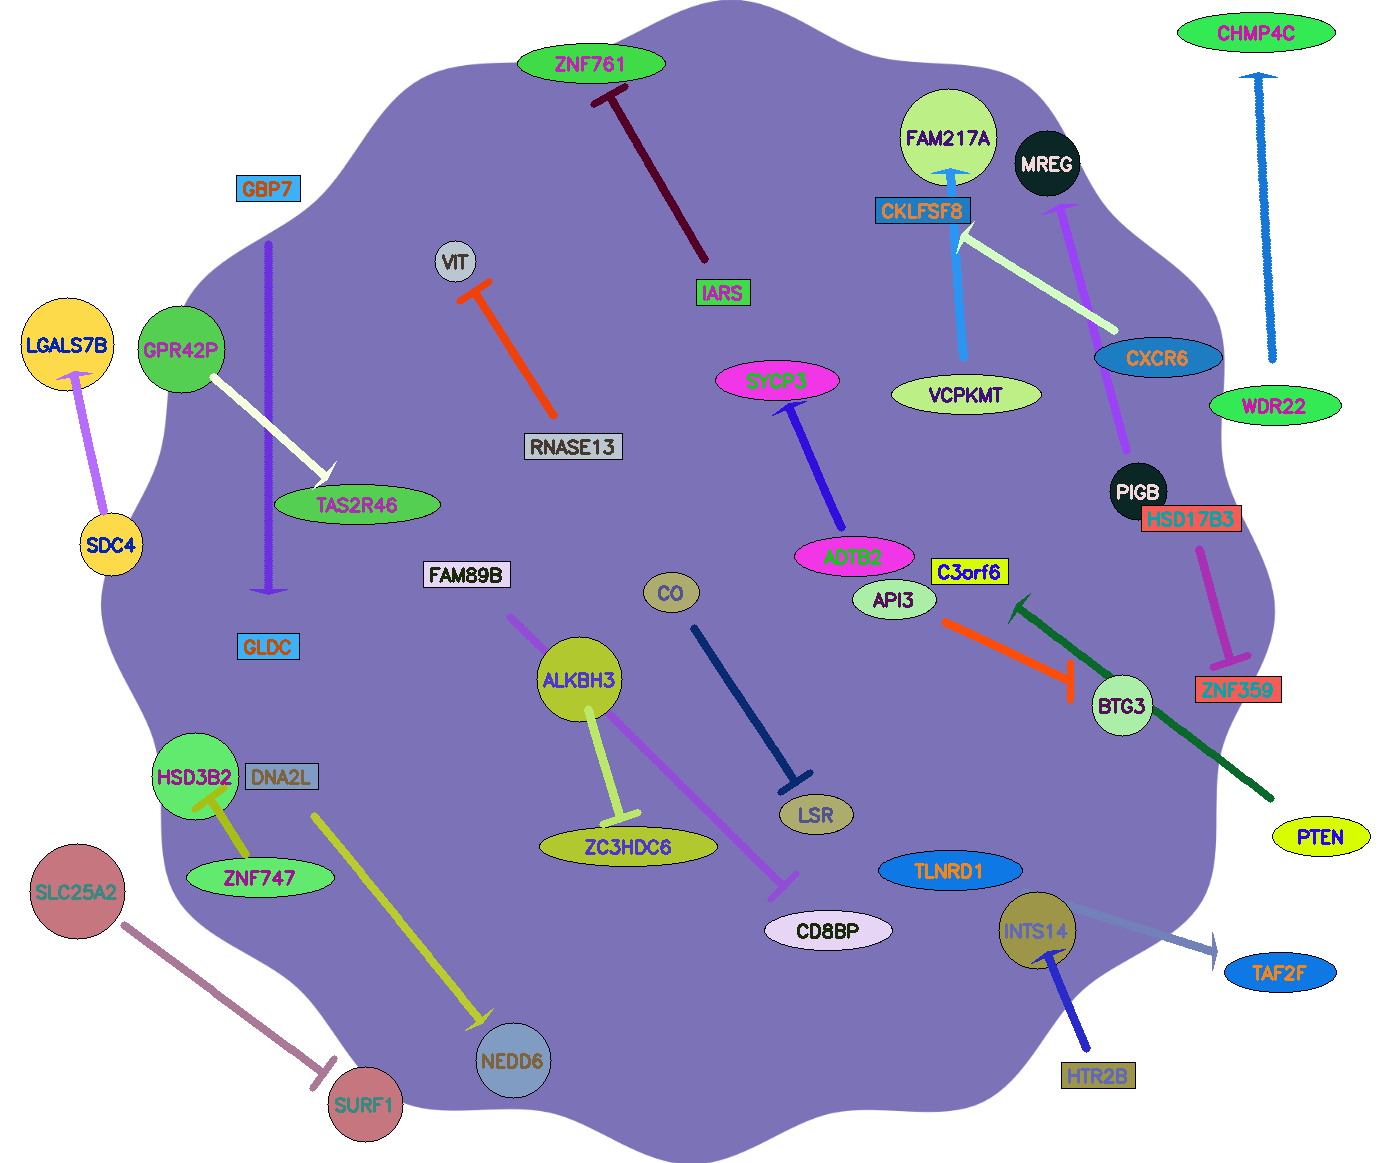 CHMP4C
ZNF761
FAM217A
MREG
GBP7
CKLFSF8
VIT
IARS
LGALS7B
GPR42P
CXCR6
SYCP3
VCPKMT
WDR22
RNASE13
PIGB
TAS2R46
HSD17B3
SDC4
ADTB2
FAM89B
C3orf6
CO
API3
GLDC
ALKBH3
ZNF359
BTG3
HSD3B2
DNA2L
LSR
PTEN
ZC3HDC6
TLNRD1
ZNF747
SLC25A2
CD8BP
INTS14
TAF2F
NEDD6
HTR2B
SURF1